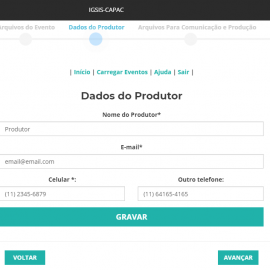 IGSIS-CAPAC
Arquivos do Evento Dados do Produtor Arquivos Para Comunicação e Produção
| Início | Carregar Eventos | Ajuda | Sair |
Dados do Produtor
Nome do Produtor*
Produtor
E-mail*
email@email.com
Celular *: Outro telefone:
(11) 2345-6879 (11) 64165-4165
GRAVAR
VOLTAR AVANÇAR